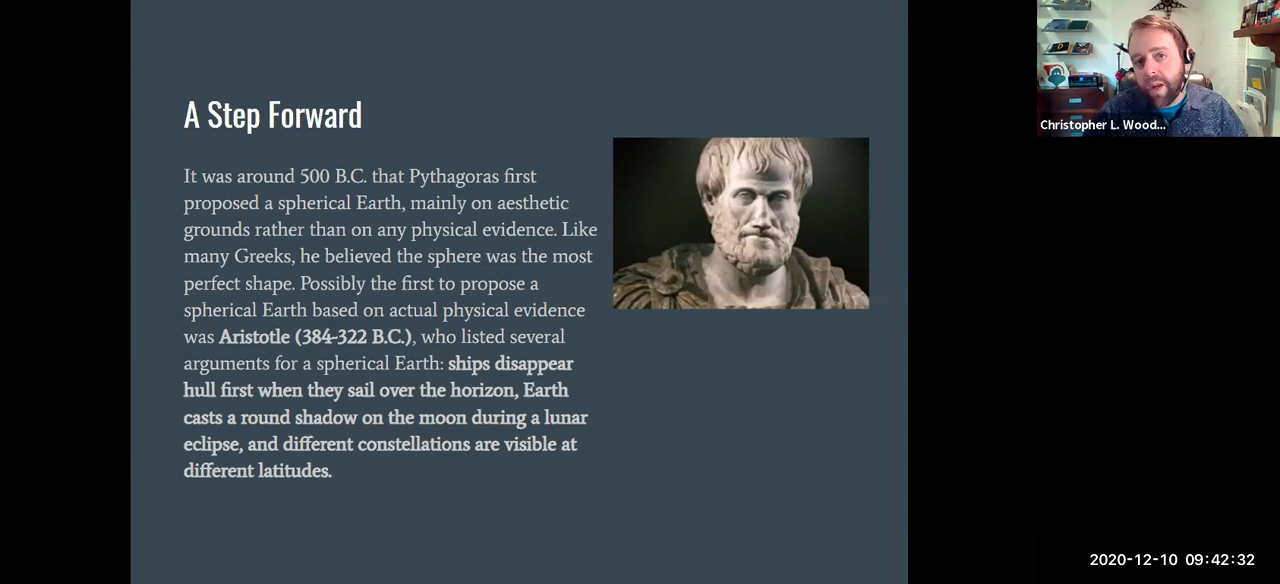 A Step Forward
It was around 500 B.C. that Pythagoras first
proposed a spherical Earth, mainly on aesthetic
grounds rather than on any physical evidence. Like
many Greeks, he believed the sphere was the most
perfect shape. Possibly the first to propose a
spherical Earth based on actual physical evidence
was Aristotle (384-322 B.C.), who listed several
arguments for a spherical Earth: ships disappear
hull first when they sail over the horizon, Earth
casts a round shadow on the moon during a lunar
eclipse, and different constellations are visible at
different latitudes.
Christopher L. Wood...
2020-12-10 09:42:32